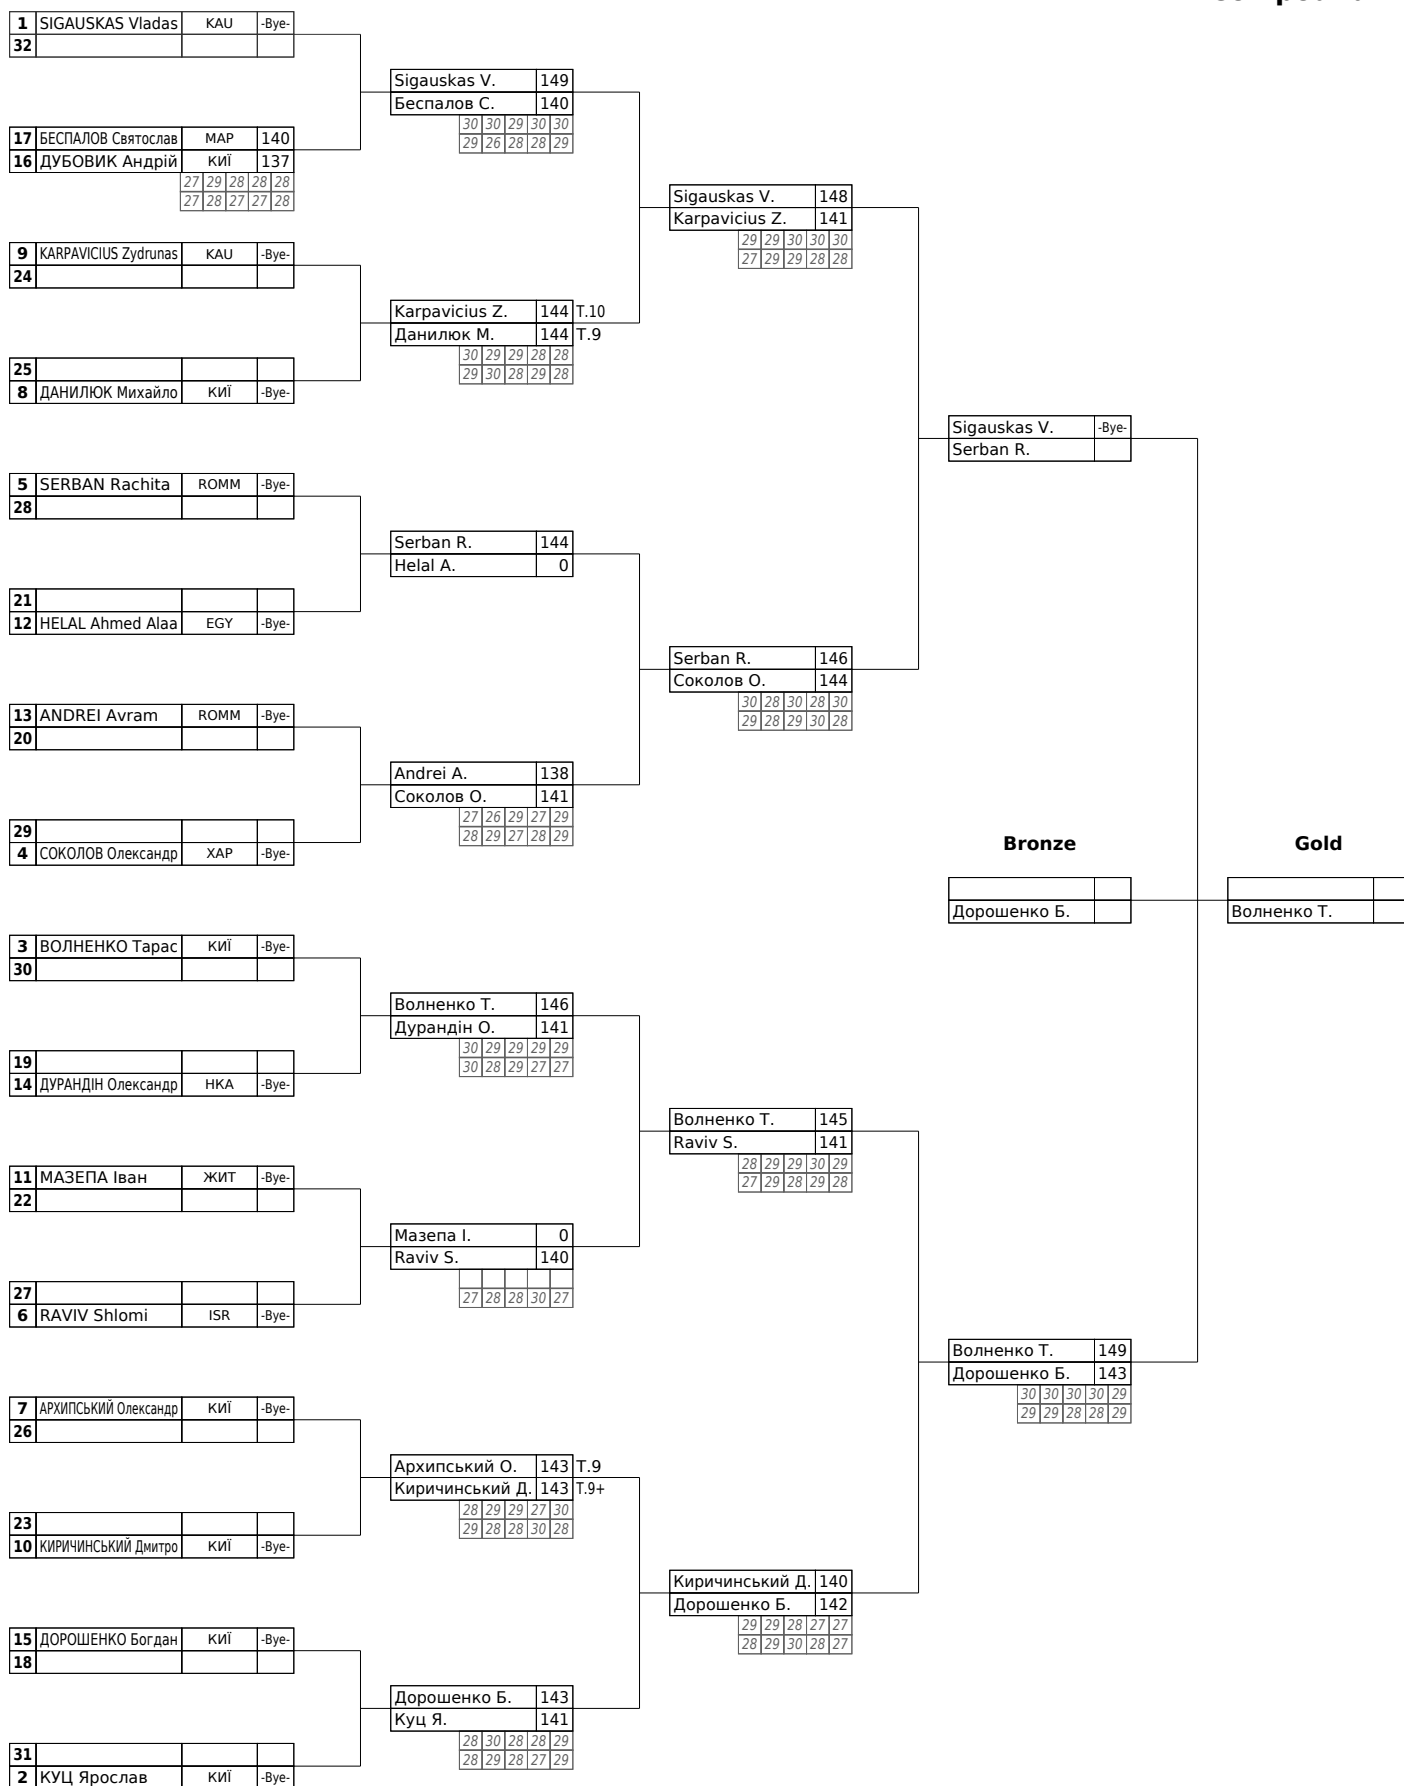 1 SIGAUSKAS Vladas KAU -Bye-
32
Sigauskas V. 149
Беспалов С. 140
30 30 29 30 30
29 26 28 28 29
17 БЕСПАЛОВ Святослав МАР 140
16 ДУБОВИК Андрій КИЇ 137
27 29 28 28 28
27 28 27 27 28
Sigauskas V. 148
Karpavicius Z. 141
29 29 30 30 30
27 29 29 28 28
9 KARPAVICIUS Zydrunas KAU -Bye-
24
Karpavicius Z. 144 T.10
Данилюк М. 144 T.9
30 29 29 28 28
29 30 28 29 28
25
8 ДАНИЛЮК Михайло КИЇ -Bye-
Sigauskas V. -Bye-
Serban R.
5 SERBAN Rachita ROMM -Bye-
28
Serban R. 144
Helal A. 0
21
12 HELAL Ahmed Alaa EGY -Bye-
Serban R. 146
Соколов О. 144
30 28 30 28 30
29 28 29 30 28
13 ANDREI Avram ROMM -Bye-
20
Andrei A. 138
Соколов О. 141
27 26 29 27 29
28 29 27 28 29
29
4 СОКОЛОВ Олександр ХАР -Bye-
Bronze Gold
Дорошенко Б. Волненко Т.
3 ВОЛНЕНКО Тарас КИЇ -Bye-
30
Волненко Т. 146
Дурандін О. 141
30 29 29 29 29
30 28 29 27 27
19
14 ДУРАНДІН Олександр НКА -Bye-
Волненко Т. 145
Raviv S. 141
28 29 29 30 29
27 29 28 29 28
11 МАЗЕПА Іван ЖИТ -Bye-
22
Мазепа І. 0
Raviv S. 140
27 28 28 30 27
27
6 RAVIV Shlomi ISR -Bye-
Волненко Т. 149
Дорошенко Б. 143
30 30 30 30 29
29 29 28 28 29
7 АРХИПСЬКИЙ Олександр КИЇ -Bye-
26
Архипський О. 143 T.9
Киричинський Д. 143 T.9+
28 29 29 27 30
29 28 28 30 28
23
10 КИРИЧИНСЬКИЙ Дмитро КИЇ -Bye-
Киричинський Д. 140
Дорошенко Б. 142
29 29 28 27 27
28 29 30 28 27
15 ДОРОШЕНКО Богдан КИЇ -Bye-
18
Дорошенко Б. 143
Куц Я. 141
28 30 28 28 29
28 29 28 27 29
31
2 КУЦ Ярослав КИЇ -Bye-